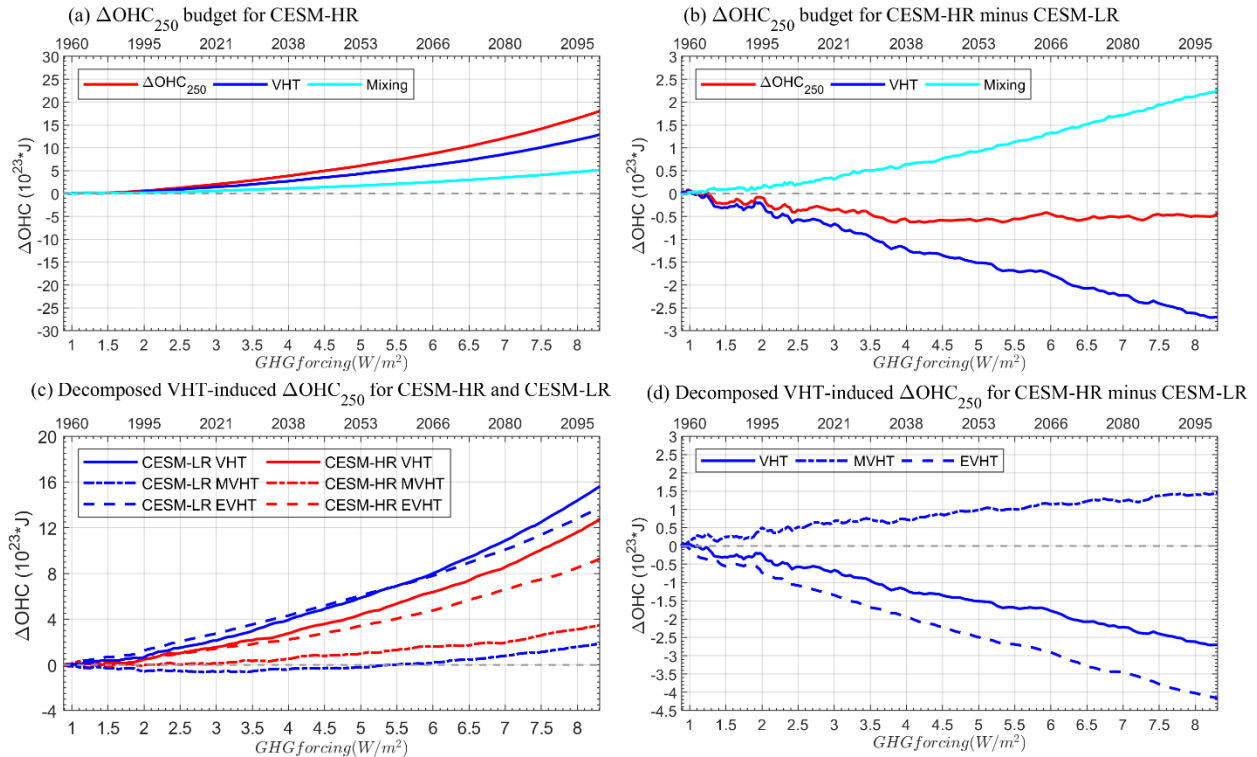 (a) ΔOHC250 budget for CESM-HR
1960 1995 2021 2038 2053 2066 2080 2095
30
25
20
15
10
5
0
-5
-10
-15
-20
-25
-30
ΔOHC (10^23*J)
ΔOHC250 VHT Mixing
1 1.5 2 2.5 3 3.5 4 4.5 5 5.5 6 6.5 7 7.5 8
GHGforcing(W/m²)
(b) ΔOHC250 budget for CESM-HR minus CESM-LR
1960 1995 2021 2038 2053 2066 2080 2095
3
2.5
2
1.5
1
0.5
0
-0.5
-1
-1.5
-2
-2.5
-3
ΔOHC (10^23*J)
ΔOHC250 VHT Mixing
1 1.5 2 2.5 3 3.5 4 4.5 5 5.5 6 6.5 7 7.5 8
GHGforcing(W/m²)
(c) Decomposed VHT-induced ΔOHC250 for CESM-HR and CESM-LR
1960 1995 2021 2038 2053 2066 2080 2095
20
16
12
8
4
0
-4
ΔOHC (10^23*J)
CESM-LR VHT CESM-HR VHT
CESM-LR MVHT CESM-HR MVHT
CESM-LR EVHT CESM-HR EVHT
1 1.5 2 2.5 3 3.5 4 4.5 5 5.5 6 6.5 7 7.5 8
GHGforcing(W/m²)
(d) Decomposed VHT-induced ΔOHC250 for CESM-HR minus CESM-LR
1960 1995 2021 2038 2053 2066 2080 2095
3
2.5
2
1.5
1
0.5
0
-0.5
-1
-1.5
-2
-2.5
-3
-3.5
-4
-4.5
ΔOHC (10^23*J)
VHT MVHT EVHT
1 1.5 2 2.5 3 3.5 4 4.5 5 5.5 6 6.5 7 7.5 8
GHGforcing(W/m²)